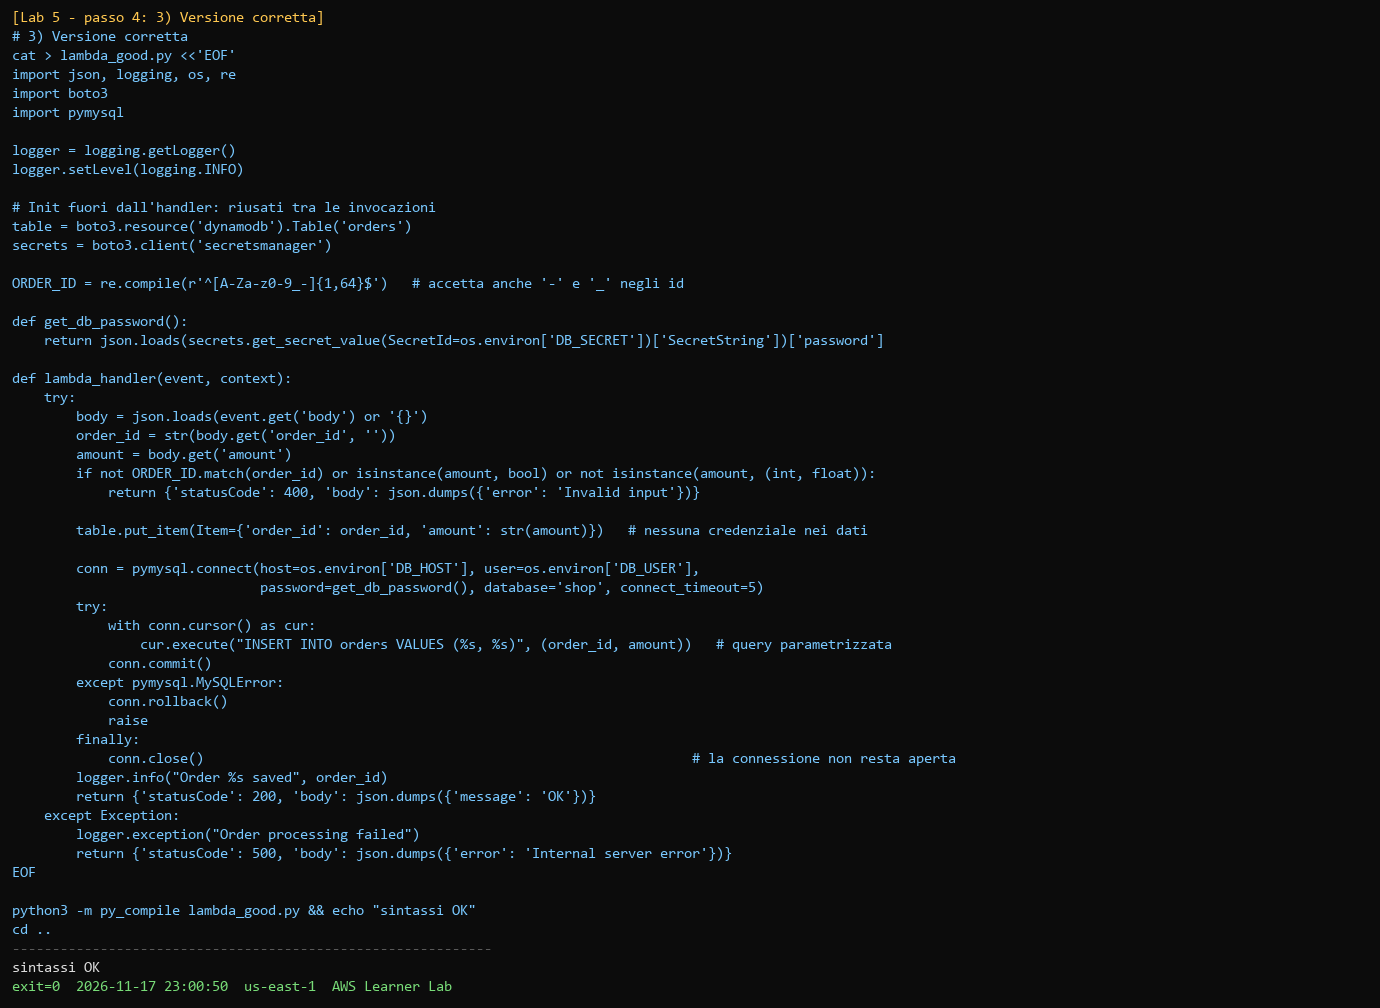 [Lab 5 - passo 4: 3) Versione corretta]
# 3) Versione corretta
cat > lambda_good.py <<'EOF'
import json, logging, os, re
import boto3
import pymysql

logger = logging.getLogger()
logger.setLevel(logging.INFO)

# Init fuori dall'handler: riusati tra le invocazioni
table = boto3.resource('dynamodb').Table('orders')
secrets = boto3.client('secretsmanager')

ORDER_ID = re.compile(r'^[A-Za-z0-9_-]{1,64}$')   # accetta anche '-' e '_' negli id

def get_db_password():
    return json.loads(secrets.get_secret_value(SecretId=os.environ['DB_SECRET'])['SecretString'])['password']

def lambda_handler(event, context):
    try:
        body = json.loads(event.get('body') or '{}')
        order_id = str(body.get('order_id', ''))
        amount = body.get('amount')
        if not ORDER_ID.match(order_id) or isinstance(amount, bool) or not isinstance(amount, (int, float)):
            return {'statusCode': 400, 'body': json.dumps({'error': 'Invalid input'})}

        table.put_item(Item={'order_id': order_id, 'amount': str(amount)})   # nessuna credenziale nei dati

        conn = pymysql.connect(host=os.environ['DB_HOST'], user=os.environ['DB_USER'],
                               password=get_db_password(), database='shop', connect_timeout=5)
        try:
            with conn.cursor() as cur:
                cur.execute("INSERT INTO orders VALUES (%s, %s)", (order_id, amount))   # query parametrizzata
            conn.commit()
        except pymysql.MySQLError:
            conn.rollback()
            raise
        finally:
            conn.close()                                                             # la connessione non resta aperta
        logger.info("Order %s saved", order_id)
        return {'statusCode': 200, 'body': json.dumps({'message': 'OK'})}
    except Exception:
        logger.exception("Order processing failed")
        return {'statusCode': 500, 'body': json.dumps({'error': 'Internal server error'})}
EOF

python3 -m py_compile lambda_good.py && echo "sintassi OK"
cd ..
------------------------------------------------------------
sintassi OK
exit=0  2026-11-17 23:00:50  us-east-1  AWS Learner Lab